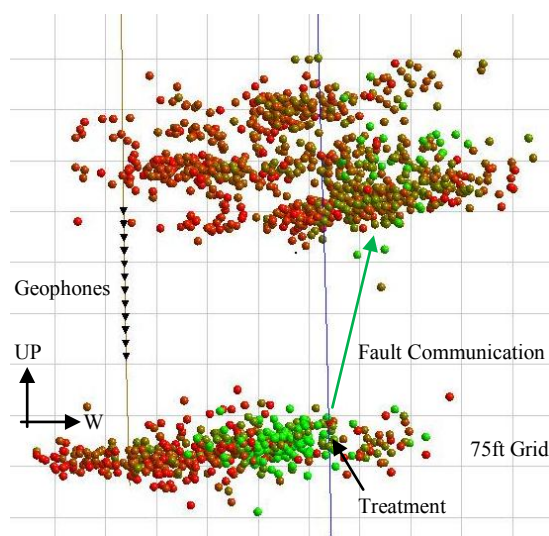 Geophones
UP
W
Fault Communication
75ft Grid
Treatment